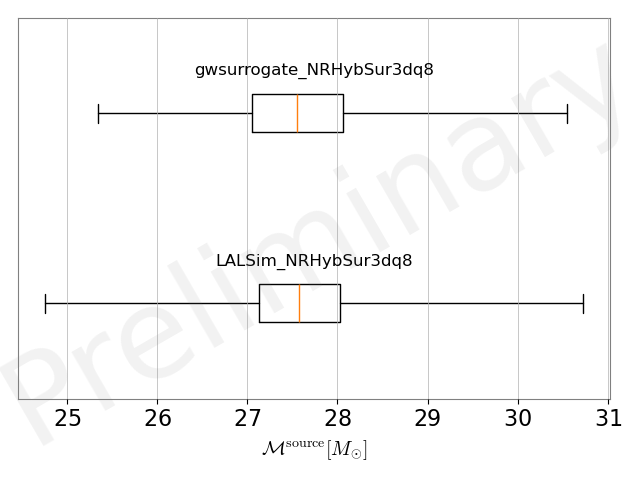 gwsurrogate_NRHybSur3dq8
LALSim_NRHybSur3dq8
Preliminary
25 26 27 28 29 30 31
ℳ^source [M_⊙]